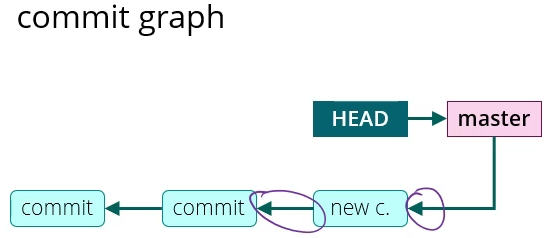 commit graph
HEAD
master
commit
commit
new c.